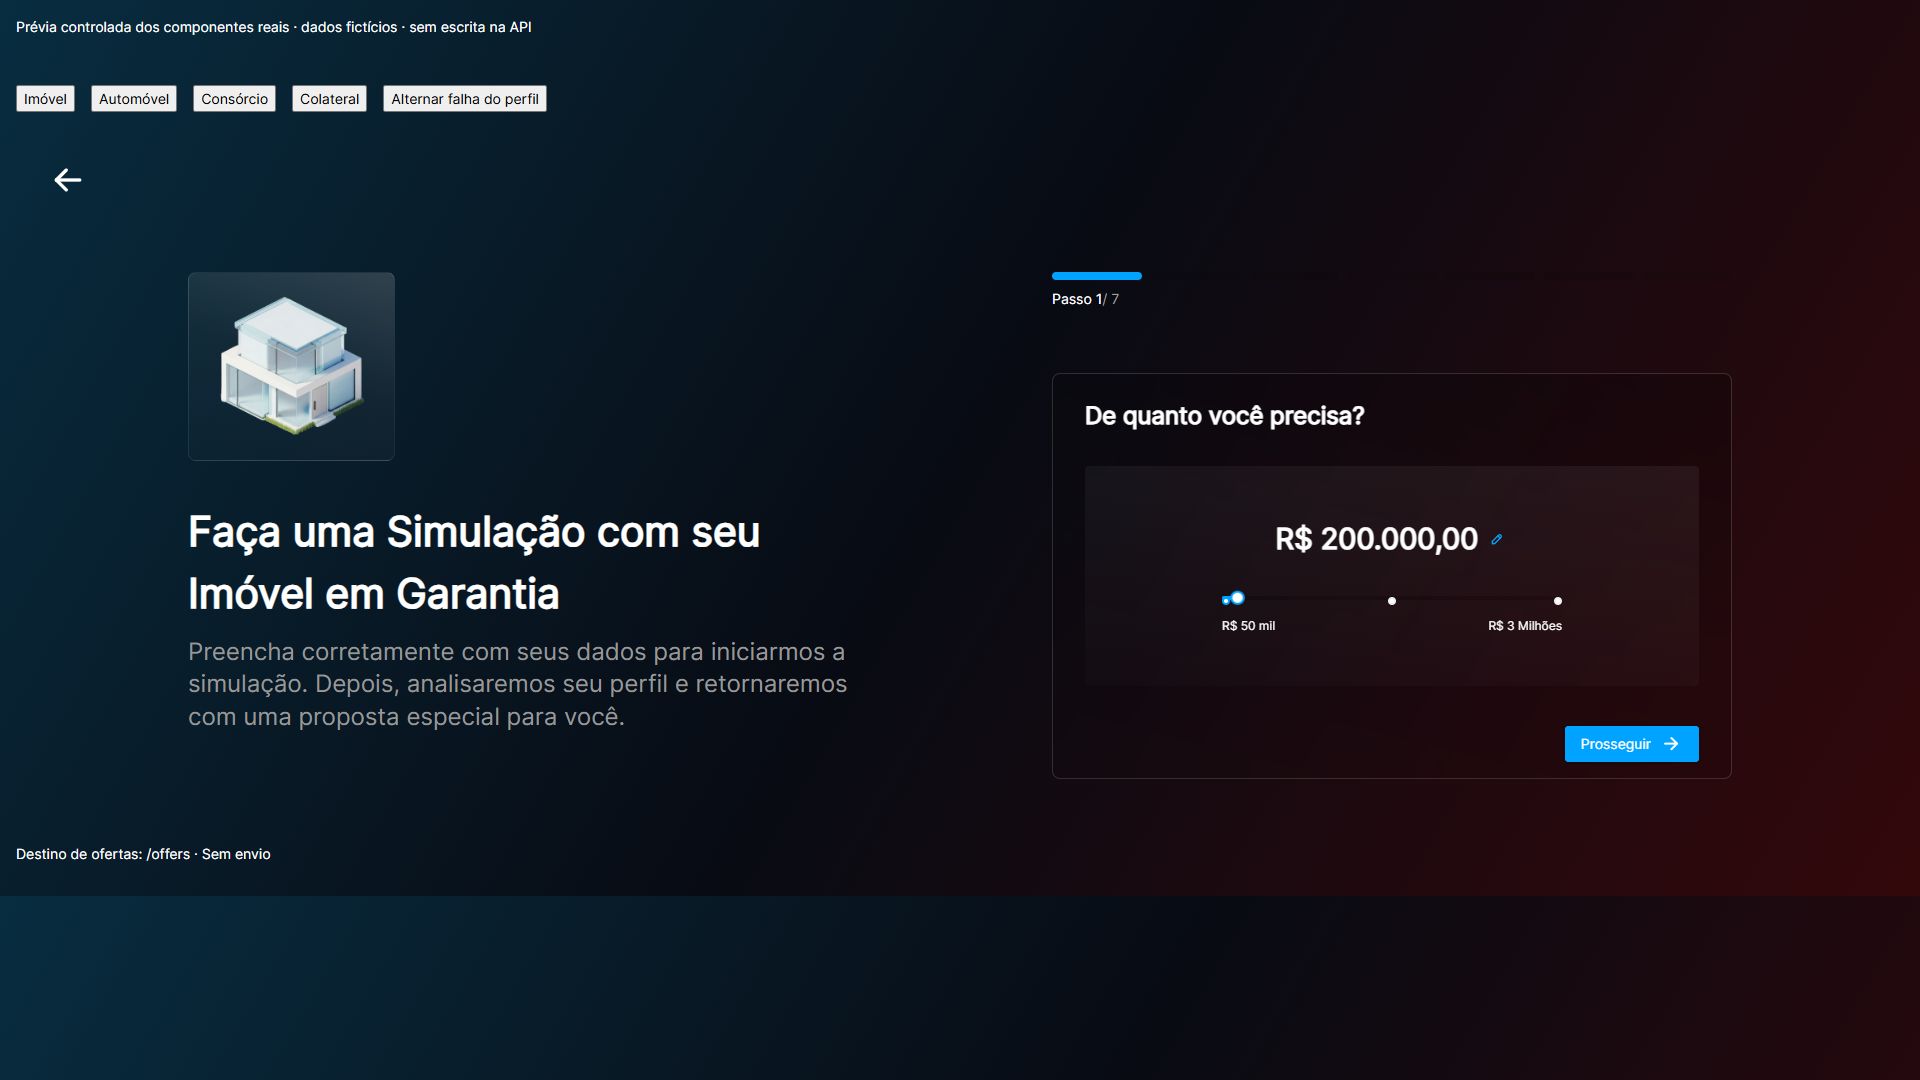 Prévia controlada dos componentes reais · dados fictícios · sem escrita na API
Imóvel
Automóvel
Consórcio
Colateral
Alternar falha do perfil
Passo 1/ 7
Faça uma Simulação com seu
Imóvel em Garantia
Preencha corretamente com seus dados para iniciarmos a
simulação. Depois, analisaremos seu perfil e retornaremos
com uma proposta especial para você.
De quanto você precisa?
R$ 200.000,00
R$ 50 mil
R$ 3 Milhões
Prosseguir
Destino de ofertas: /offers · Sem envio